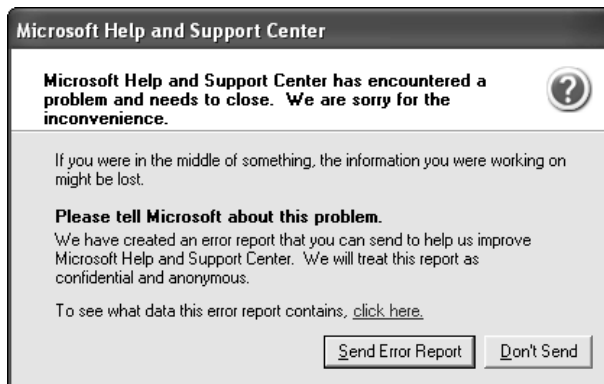 Microsoft Help and Support Center
Microsoft Help and Support Center has encountered a
problem and needs to close.  We are sorry for the
inconvenience.
If you were in the middle of something, the information you were working on
might be lost.
Please tell Microsoft about this problem.
We have created an error report that you can send to help us improve
Microsoft Help and Support Center.  We will treat this report as
confidential and anonymous.
To see what data this error report contains, click here.
Send Error Report Don't Send